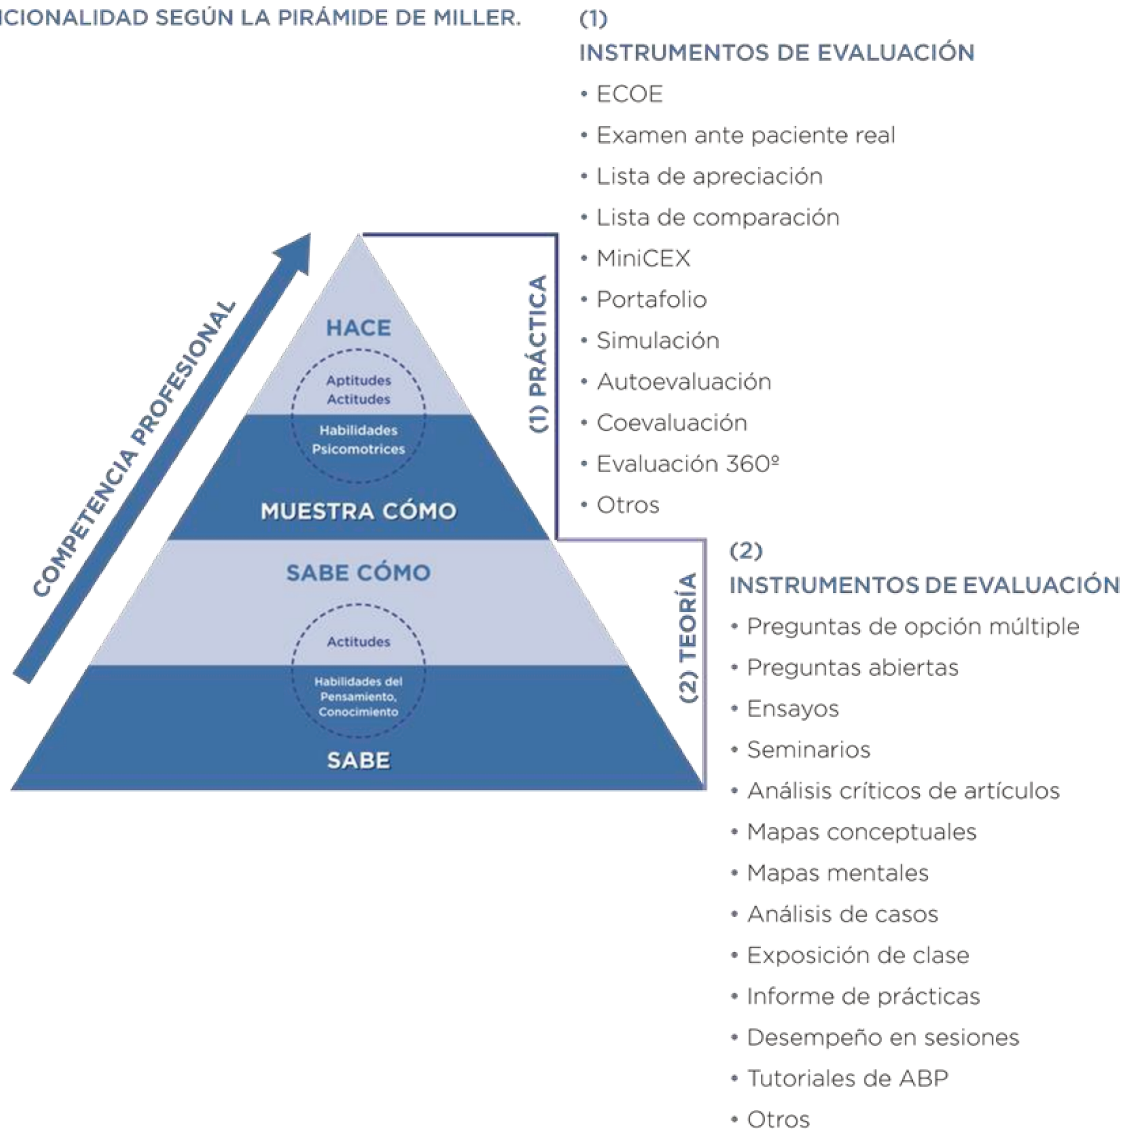 NCIONALIDAD SEGÚN LA PIRÁMIDE DE MILLER.
(1)
INSTRUMENTOS DE EVALUACIÓN
• ECOE
• Examen ante paciente real
• Lista de apreciación
• Lista de comparación
• MiniCEX
• Portafolio
• Simulación
• Autoevaluación
• Coevaluación
• Evaluación 360º
• Otros
COMPETENCIA PROFESIONAL
HACE
Aptitudes
Actitudes
Habilidades
Psicomotrices
MUESTRA CÓMO
(1) PRÁCTICA
SABE CÓMO
Actitudes
Habilidades del
Pensamiento,
Conocimiento
SABE
(2) TEORÍA
(2)
INSTRUMENTOS DE EVALUACIÓN
• Preguntas de opción múltiple
• Preguntas abiertas
• Ensayos
• Seminarios
• Análisis críticos de artículos
• Mapas conceptuales
• Mapas mentales
• Análisis de casos
• Exposición de clase
• Informe de prácticas
• Desempeño en sesiones
• Tutoriales de ABP
• Otros